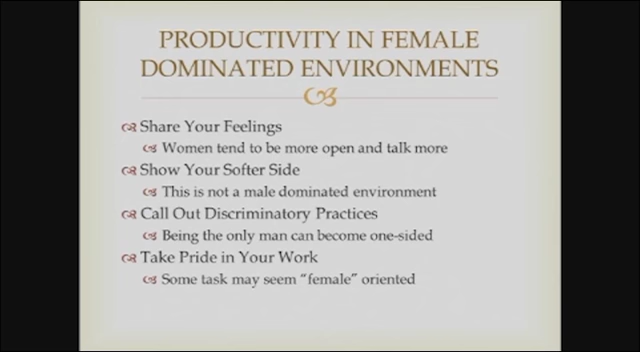 PRODUCTIVITY IN FEMALE
DOMINATED ENVIRONMENTS
Share Your Feelings
Women tend to be more open and talk more
Show Your Softer Side
This is not a male dominated environment
Call Out Discriminatory Practices
Being the only man can become one-sided
Take Pride in Your Work
Some task may seem “female” oriented